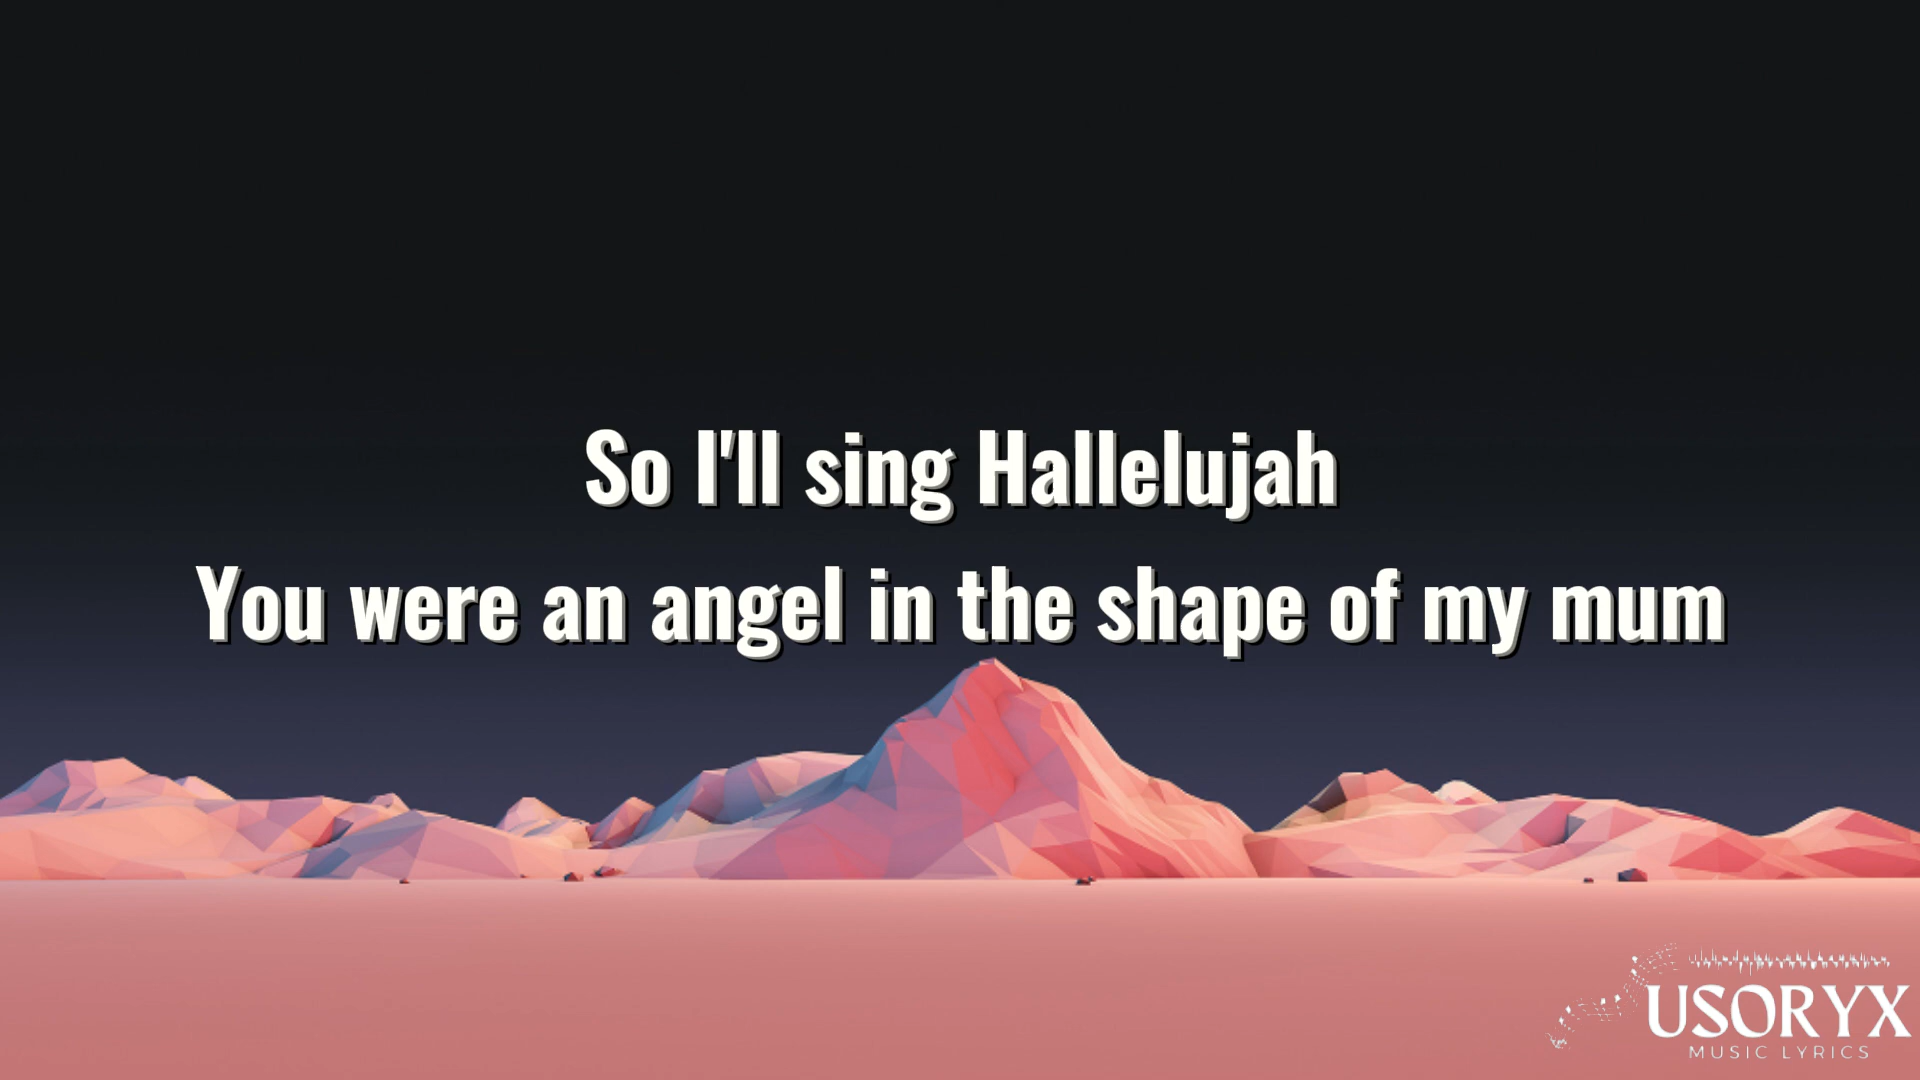 So I'll sing Hallelujah
You were an angel in the shape of my mum
USORYX
MUSIC LYRICS